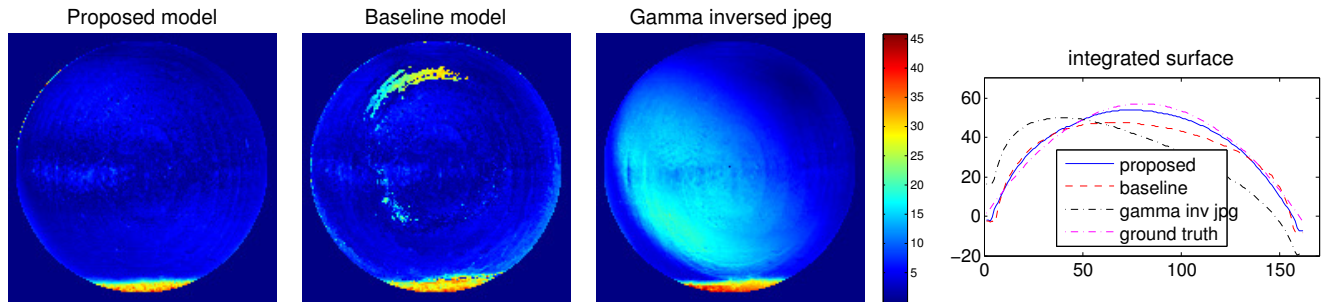 Proposed model
Baseline model
Gamma inversed jpeg
45
40
35
30
25
20
15
10
5
integrated surface
60
40
20
0
−20
0
50
100
150
proposed
baseline
gamma inv jpg
ground truth